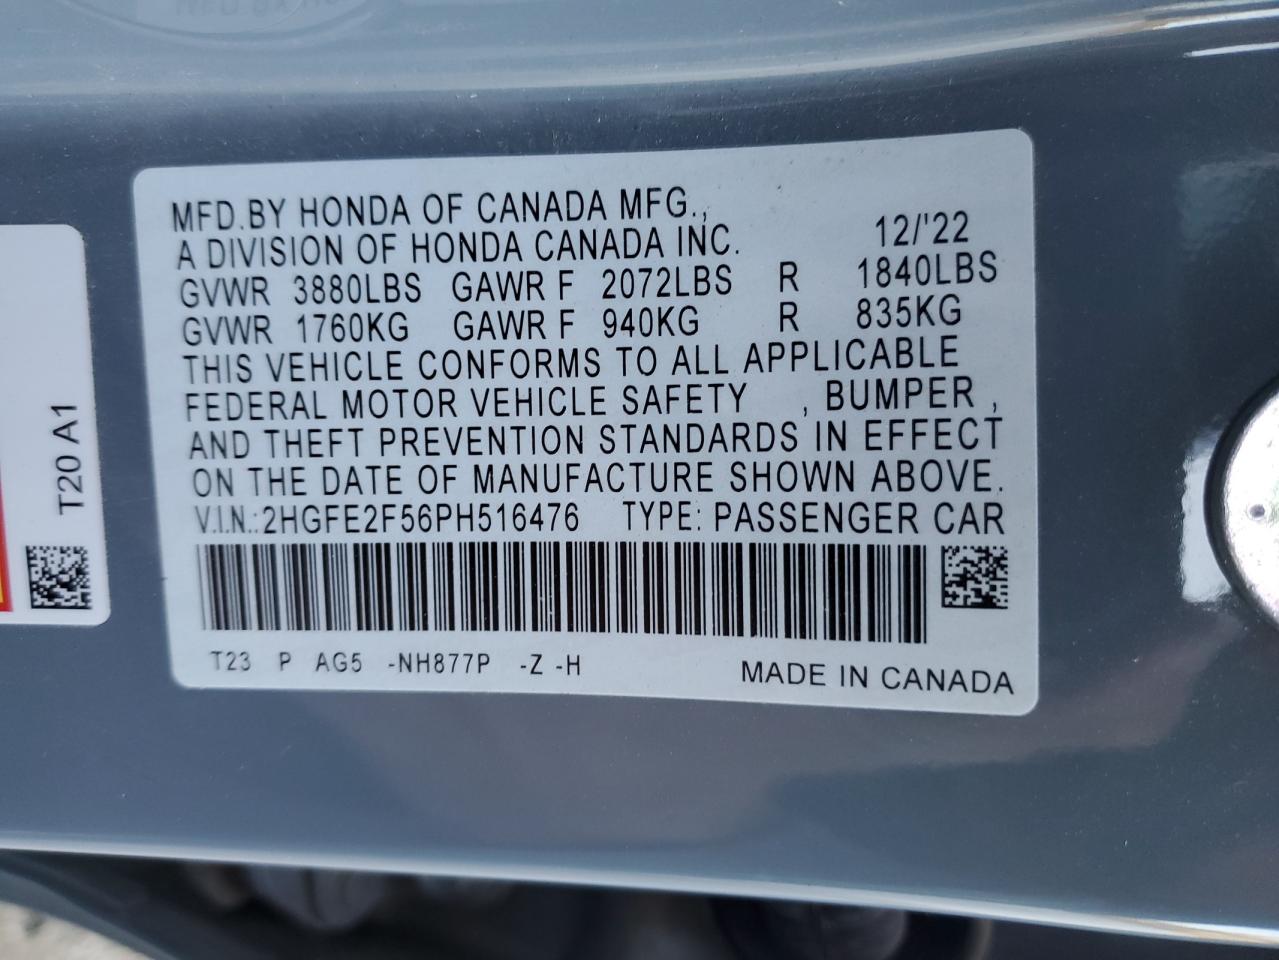 MFD.BY HONDA OF CANADA MFG.,
A DIVISION OF HONDA CANADA INC. 12/'22
GVWR 3880LBS GAWR F 2072LBS R 1840LBS
GVWR 1760KG GAWR F 940KG R 835KG
THIS VEHICLE CONFORMS TO ALL APPLICABLE
FEDERAL MOTOR VEHICLE SAFETY , BUMPER ,
AND THEFT PREVENTION STANDARDS IN EFFECT
ON THE DATE OF MANUFACTURE SHOWN ABOVE.
V.I.N.:2HGFE2F56PH516476 TYPE: PASSENGER CAR
T23 P AG5 -NH877P -Z -H
MADE IN CANADA
T20 A1